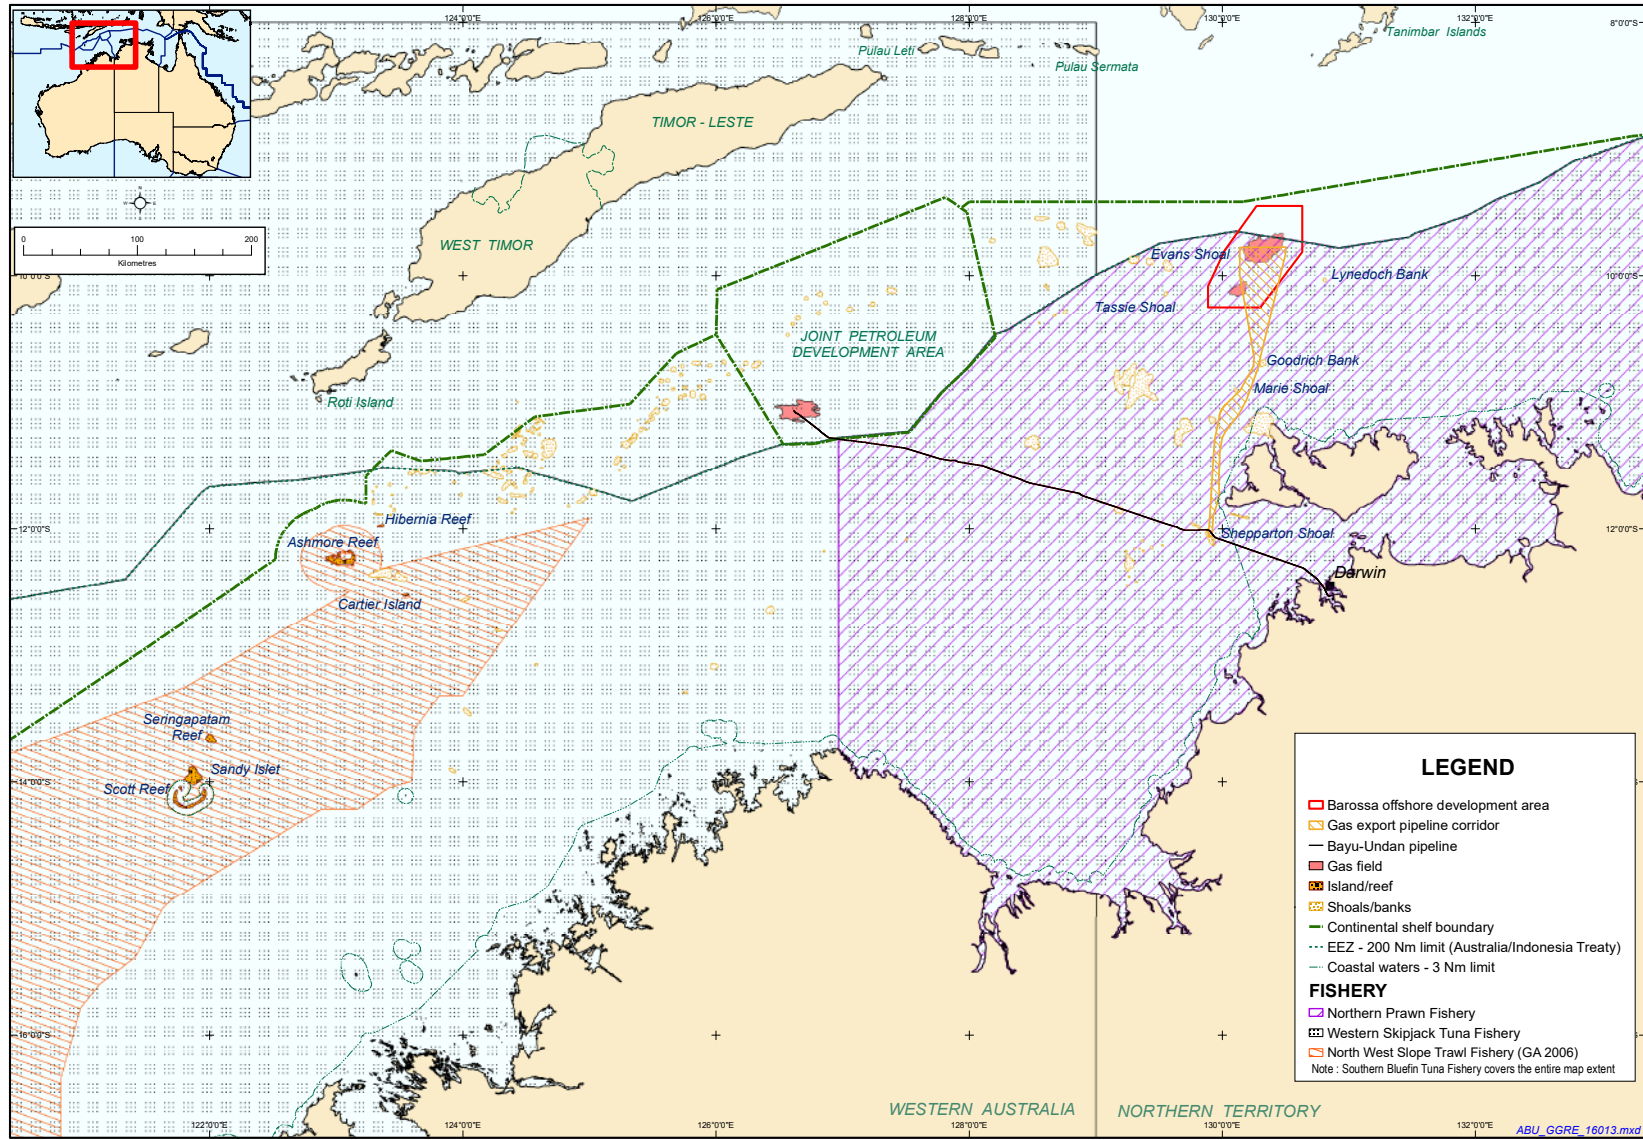 124°0'0"E
126°0'0"E
128°0'0"E
130°0'0"E
132°0'0"E
8°0'0"S
Tanimbar Islands
Pulau Leti
Pulau Sermata
TIMOR - LESTE
N
W
E
S
0
100
200
Kilometres
WEST TIMOR
10°0'0"S
Evans Shoal
Lynedoch Bank
10°0'0"S
Tassie Shoal
JOINT PETROLEUM
DEVELOPMENT AREA
Goodrich Bank
Marie Shoal
Roti Island
Hibernia Reef
12°0'0"S
Shepparton Shoal
12°0'0"S
Ashmore Reef
Darwin
Cartier Island
Seringapatam
Reef
Sandy Islet
14°0'0"S
Scott Reef
LEGEND
Barossa offshore development area
Gas export pipeline corridor
Bayu-Undan pipeline
Gas field
Island/reef
Shoals/banks
Continental shelf boundary
EEZ - 200 Nm limit (Australia/Indonesia Treaty)
Coastal waters - 3 Nm limit
FISHERY
Northern Prawn Fishery
Western Skipjack Tuna Fishery
North West Slope Trawl Fishery (GA 2006)
Note : Southern Bluefin Tuna Fishery covers the entire map extent
16°0'0"S
WESTERN AUSTRALIA
NORTHERN TERRITORY
122°0'0"E
124°0'0"E
126°0'0"E
128°0'0"E
130°0'0"E
132°0'0"E
ABU_GGRE_16013.mxd